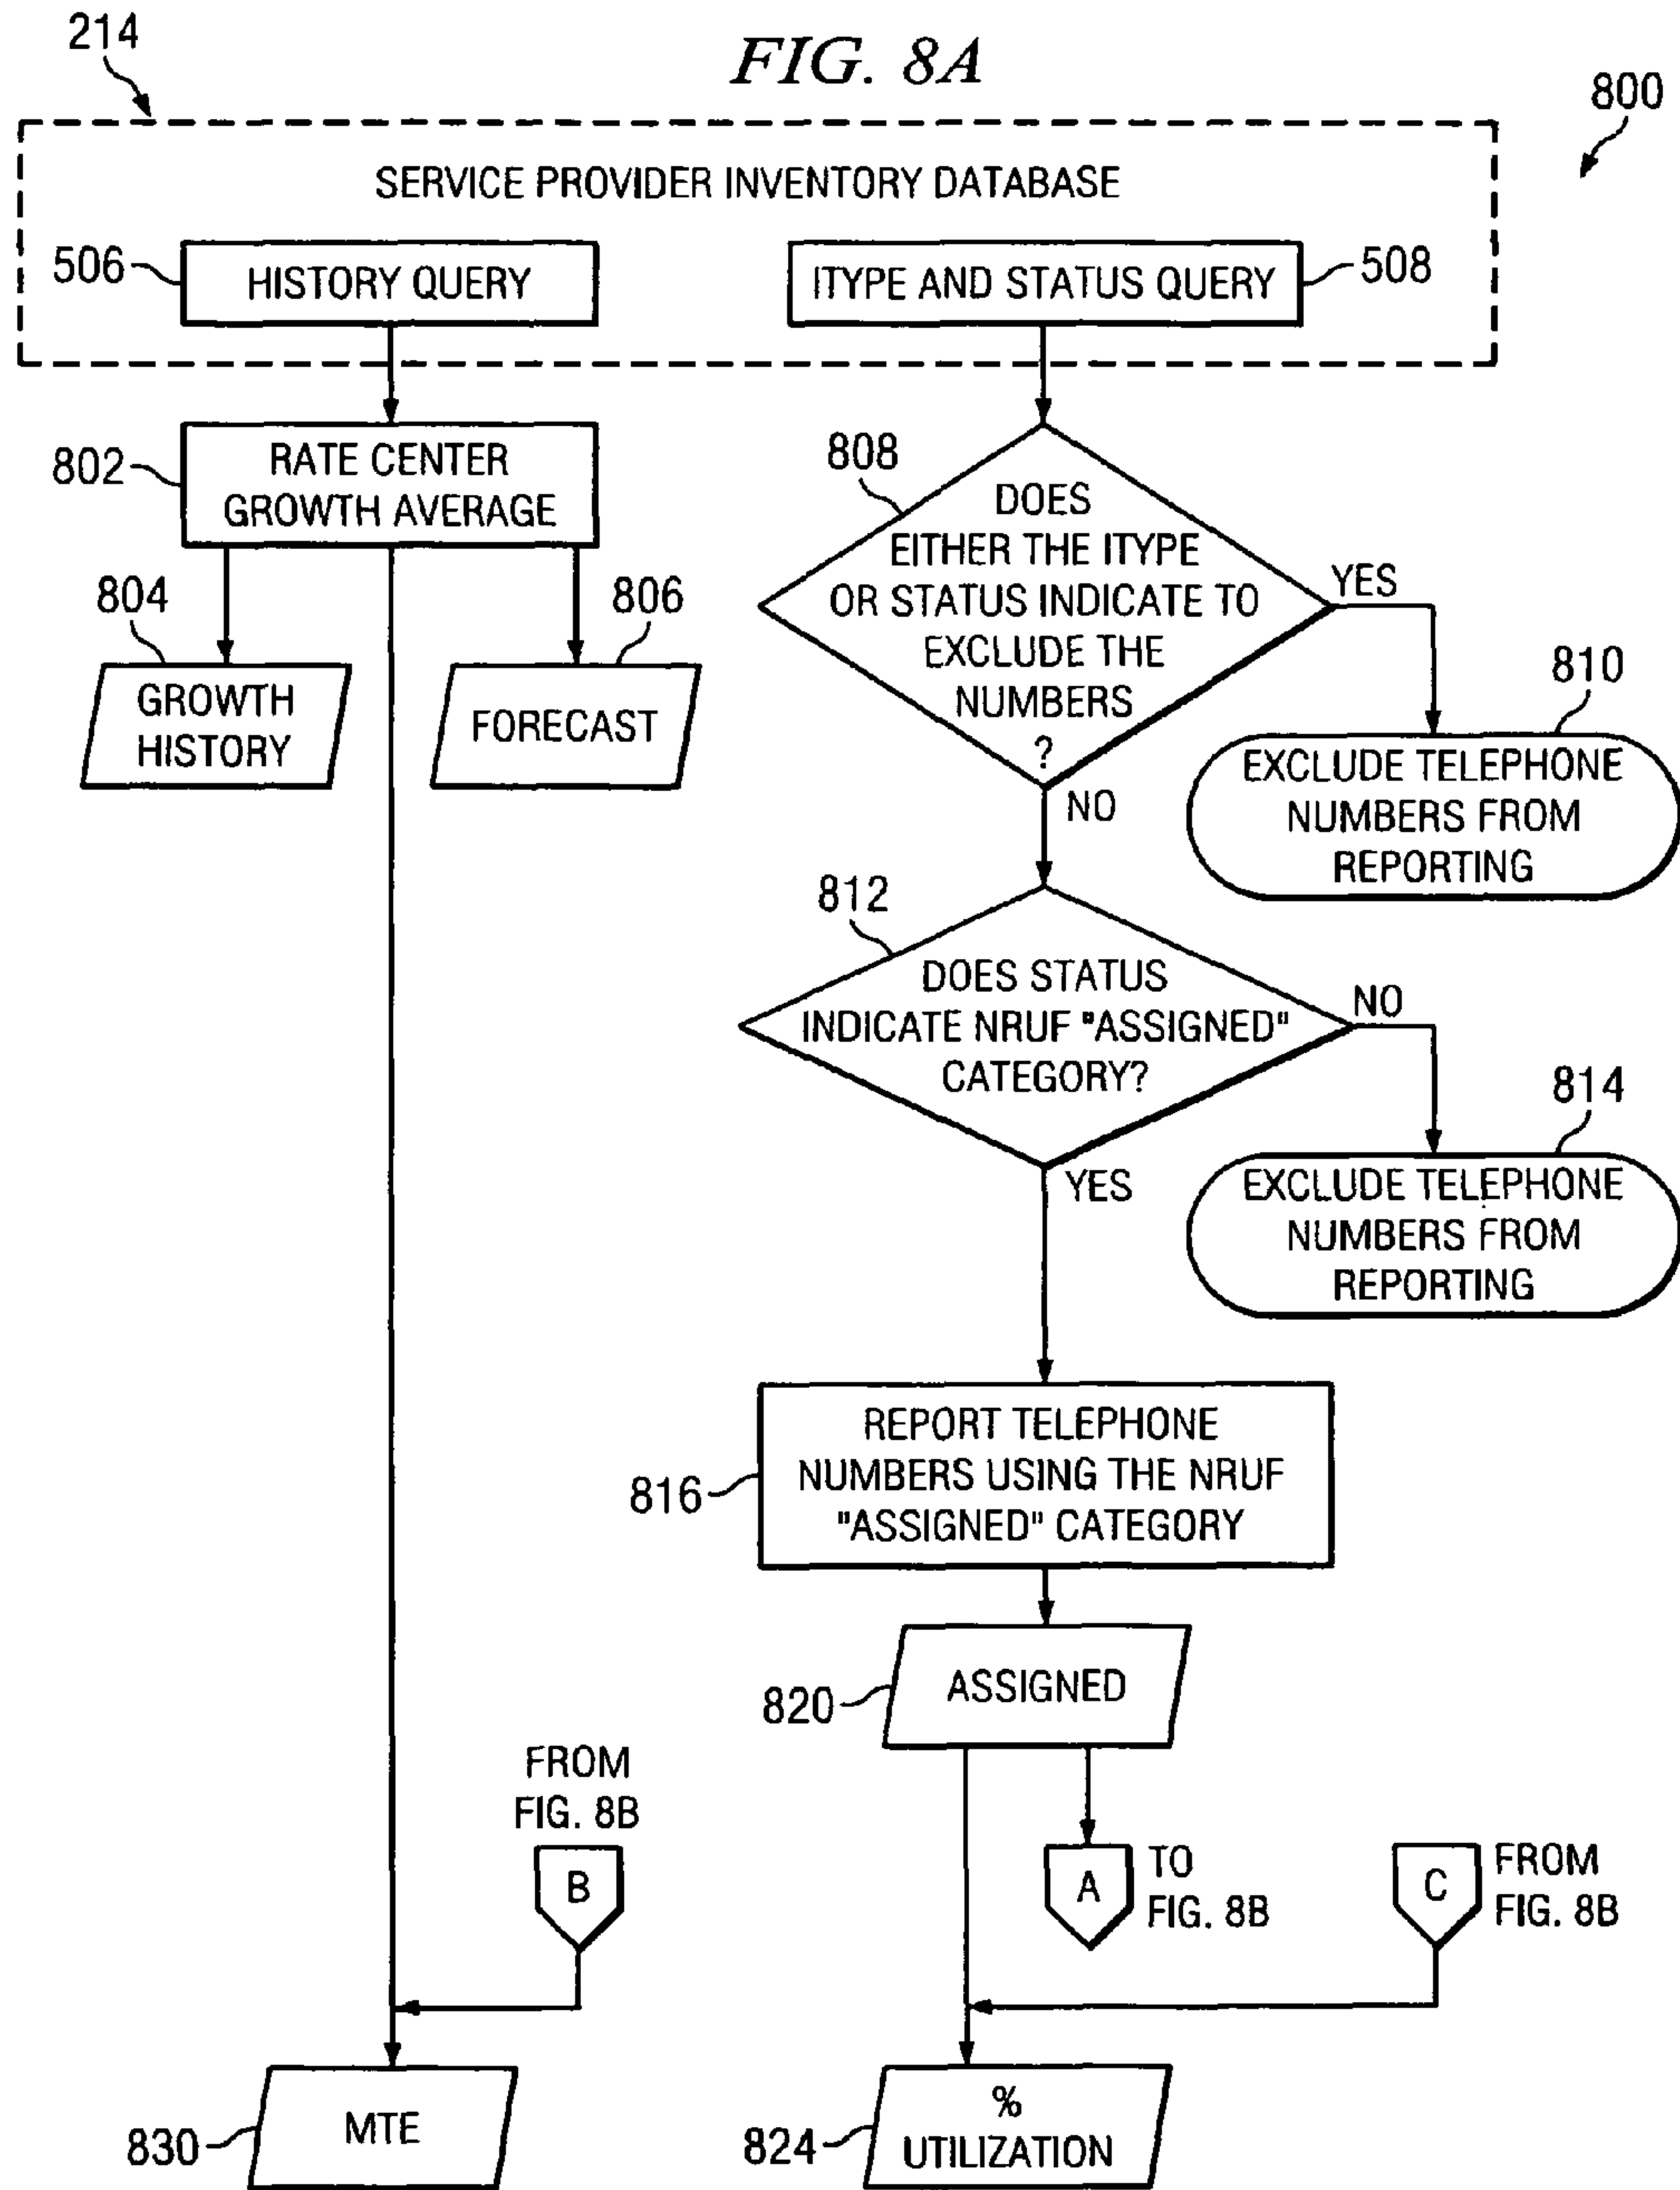 FIG. 8A
214
800
SERVICE PROVIDER INVENTORY DATABASE
506
HISTORY QUERY
ITYPE AND STATUS QUERY
508
802
RATE CENTER
GROWTH AVERAGE
804
GROWTH
HISTORY
806
FORECAST
808
DOES
EITHER THE ITYPE
OR STATUS INDICATE TO
EXCLUDE THE
NUMBERS
?
YES
NO
810
EXCLUDE TELEPHONE
NUMBERS FROM
REPORTING
812
DOES STATUS
INDICATE NRUF "ASSIGNED"
CATEGORY?
NO
YES
814
EXCLUDE TELEPHONE
NUMBERS FROM
REPORTING
816
REPORT TELEPHONE
NUMBERS USING THE NRUF
"ASSIGNED" CATEGORY
820
ASSIGNED
FROM
FIG. 8B
B
A
TO
FIG. 8B
C
FROM
FIG. 8B
830
MTE
824
%
UTILIZATION